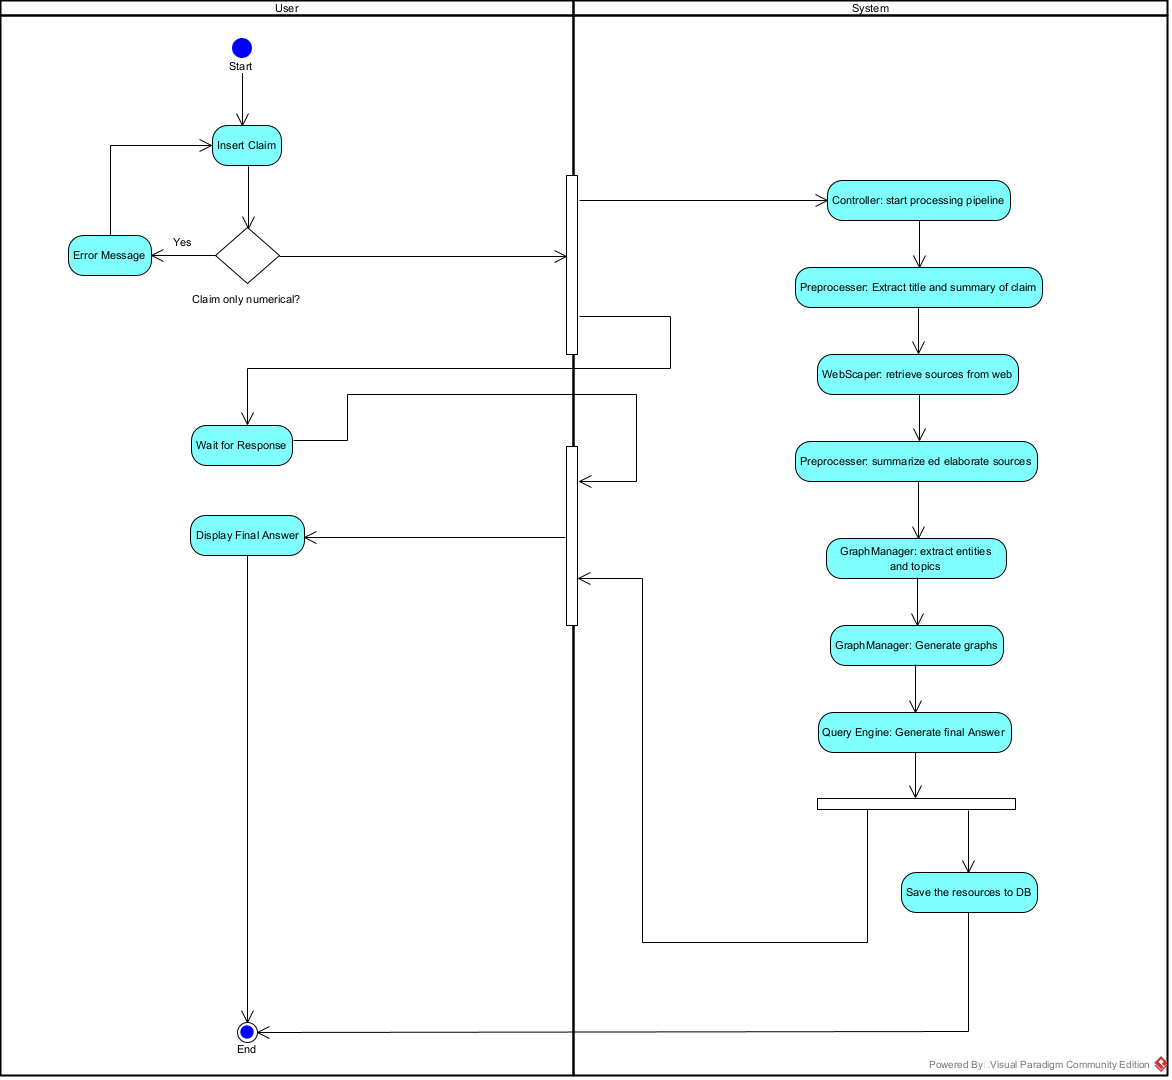 User
System
Start
Insert Claim
Controller: start processing pipeline
Yes
Error Message
Claim only numerical?
Preprocesser: Extract title and summary of claim
WebScaper: retrieve sources from web
Wait for Response
Preprocesser: summarize ed elaborate sources
Display Final Answer
GraphManager: extract entities
and topics
GraphManager: Generate graphs
Query Engine: Generate final Answer
Save the resources to DB
End
Powered By Visual Paradigm Community Edition